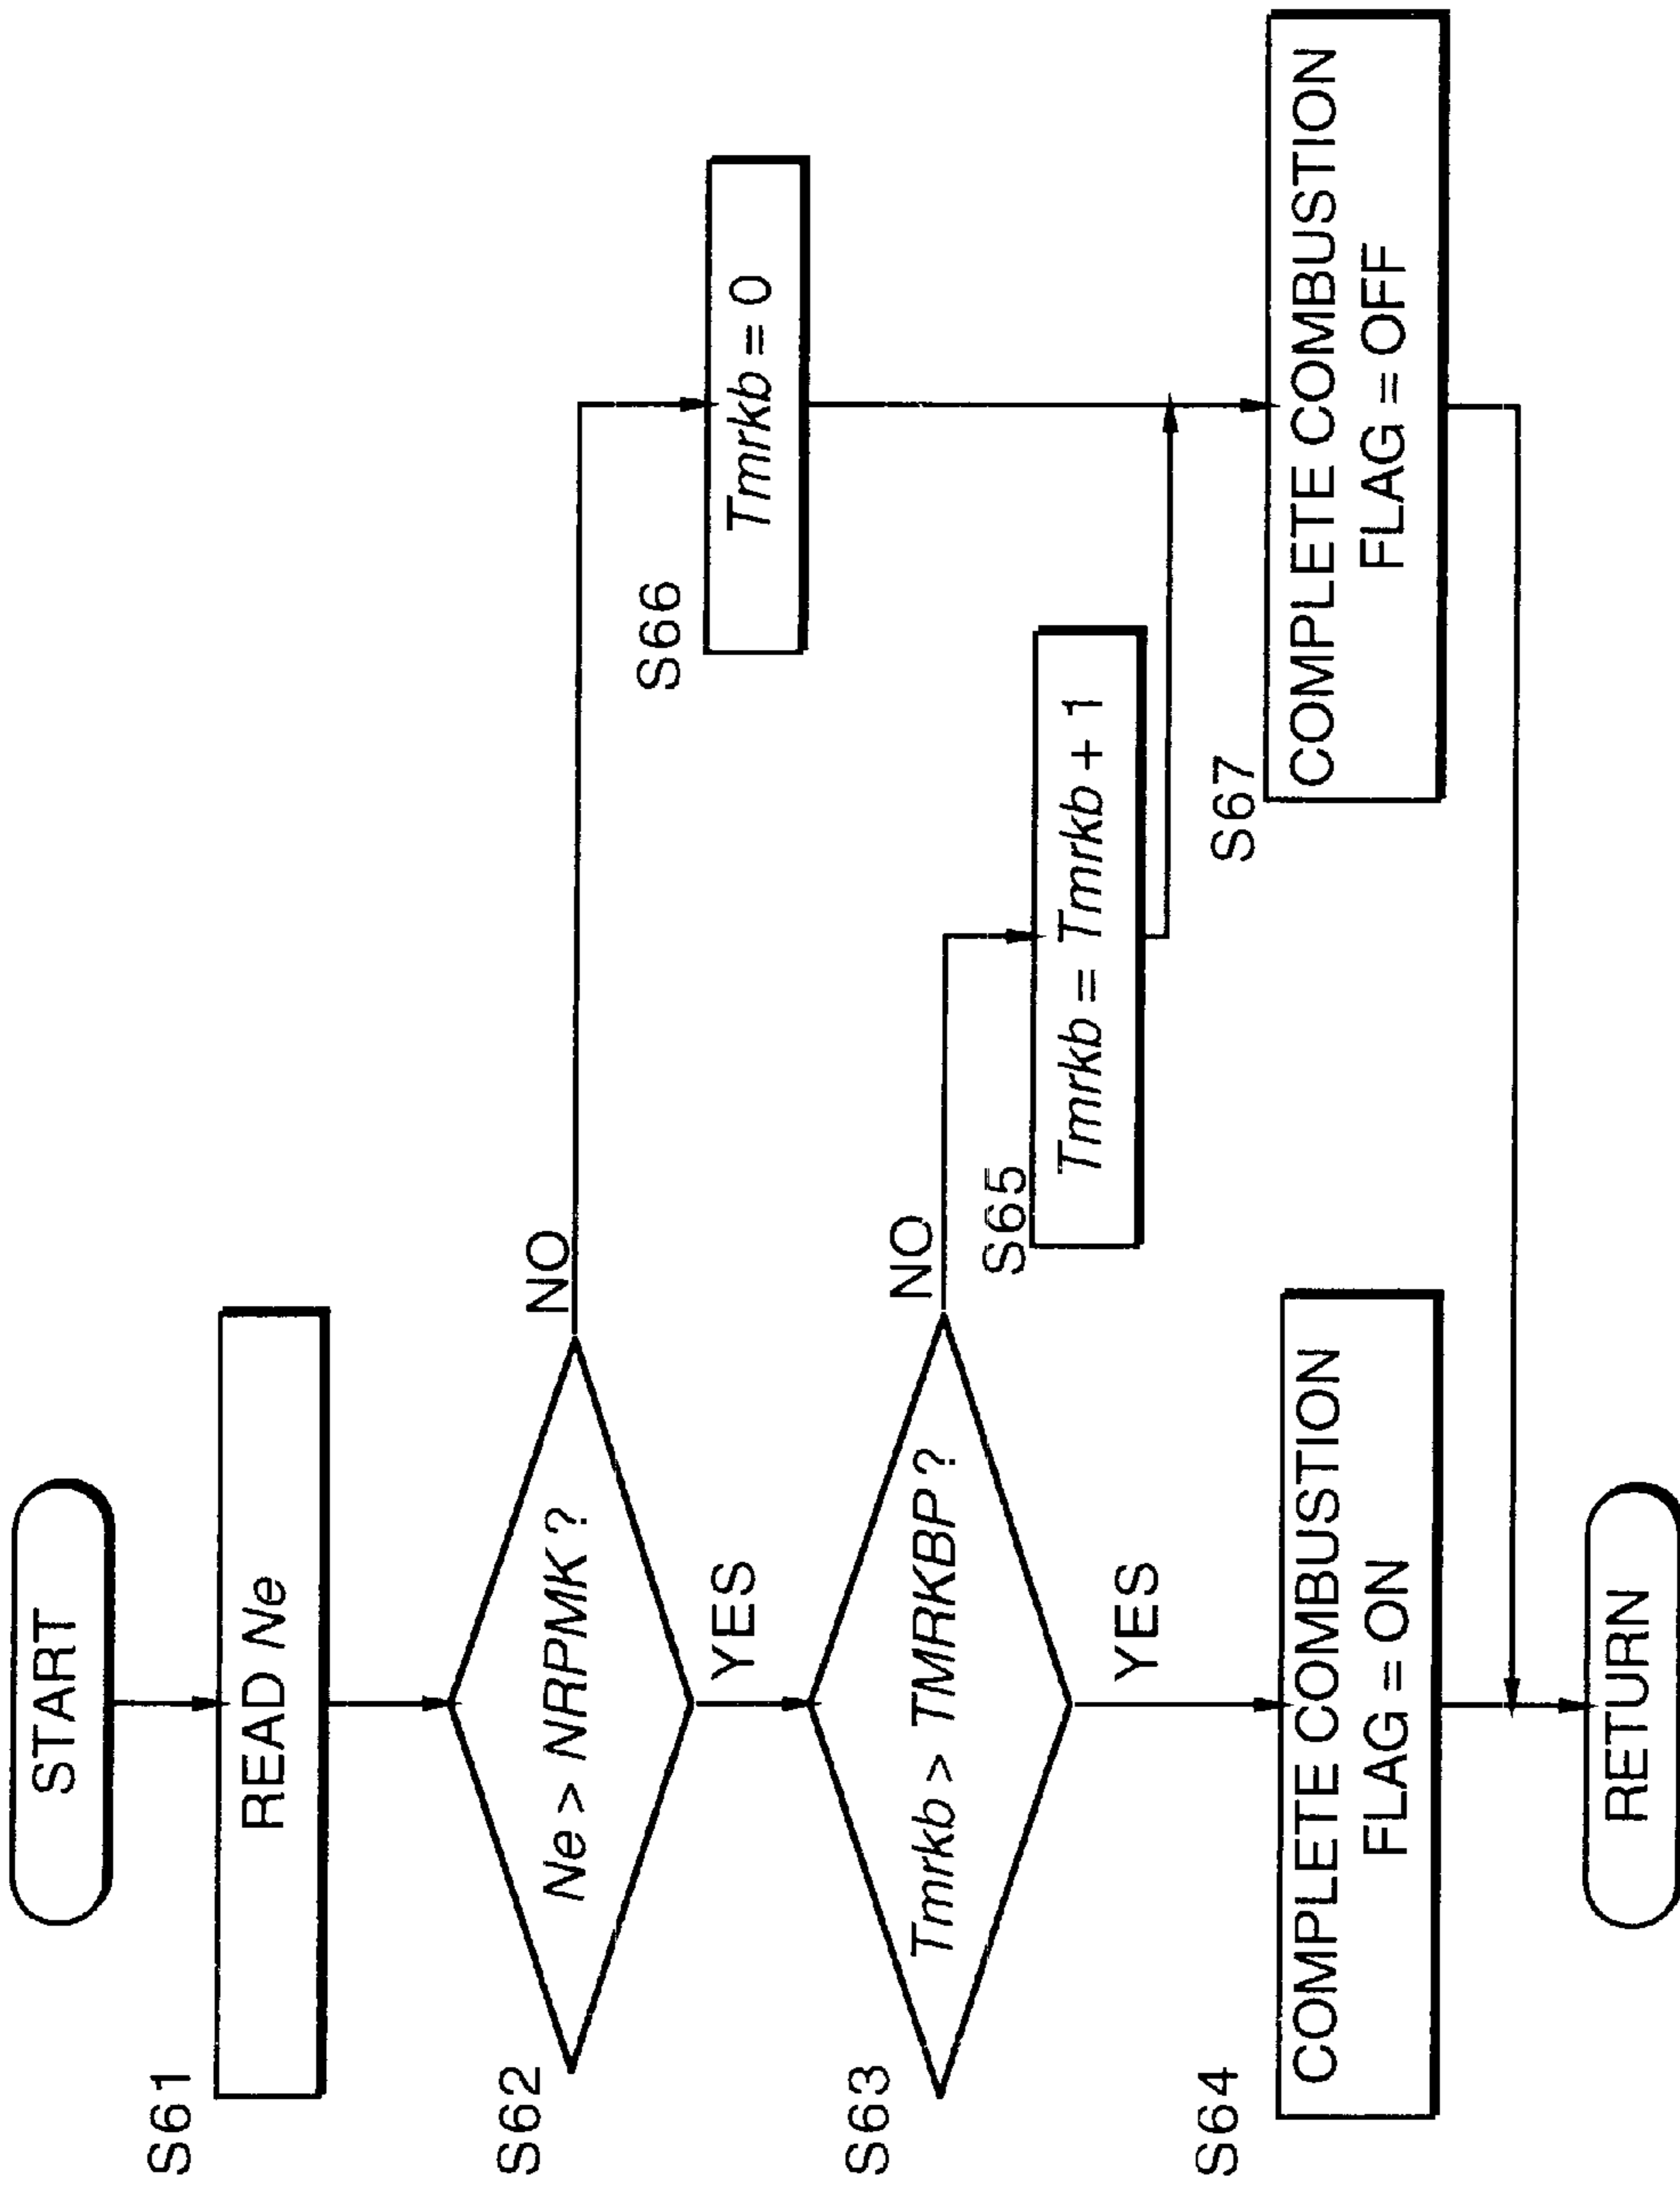 START
S61
READ Ne
S62
Ne > NRPMK ?
NO
YES
S66
Tmrkb = 0
S63
Tmrkb > TMRKBP ?
NO
YES
S65
Tmrkb = Tmrkb + 1
S64
COMPLETE COMBUSTION
FLAG = ON
S67
COMPLETE COMBUSTION
FLAG = OFF
RETURN